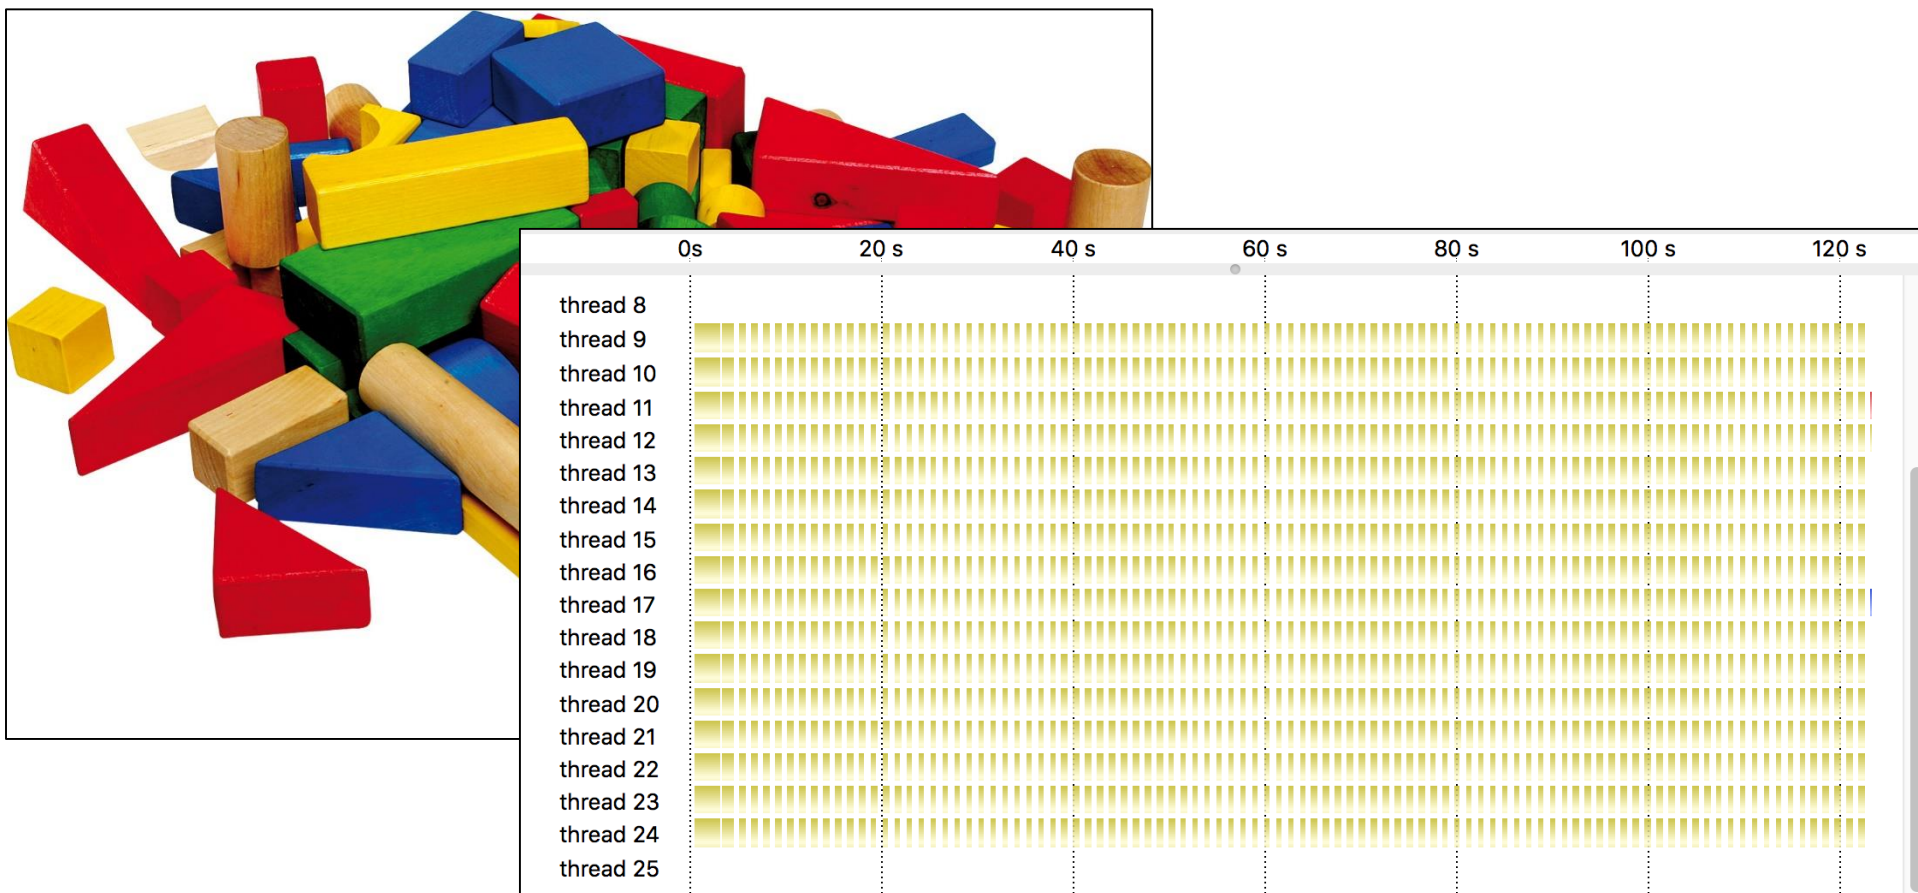 0s 20 s 40 s 60 s 80 s 100 s 120 s
thread 8
thread 9
thread 10
thread 11
thread 12
thread 13
thread 14
thread 15
thread 16
thread 17
thread 18
thread 19
thread 20
thread 21
thread 22
thread 23
thread 24
thread 25